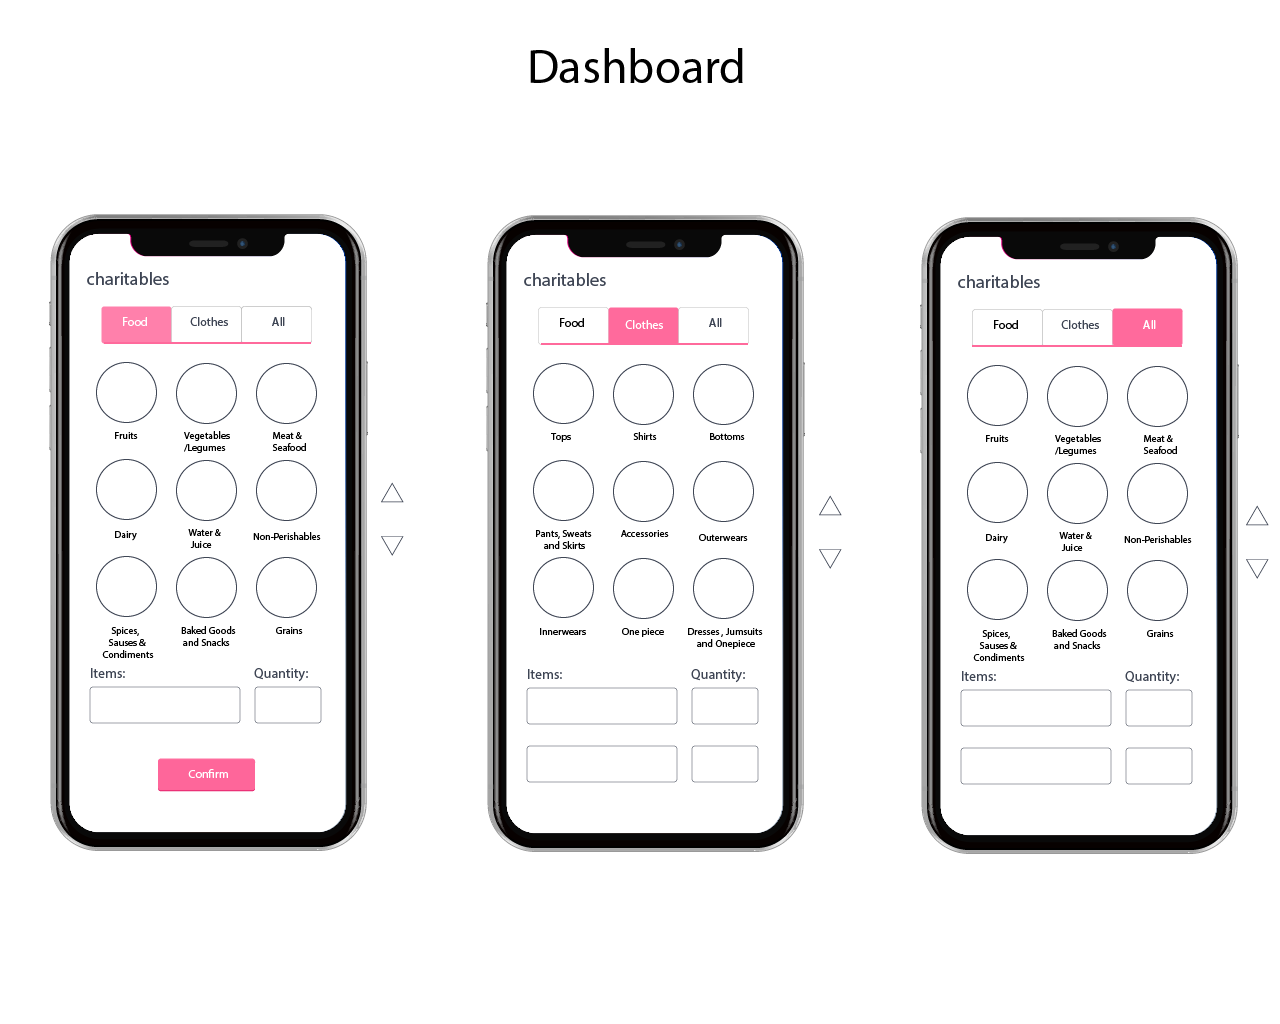 Dashboard
charitables
Food Clothes All
Fruits Vegetables Meat &
/Legumes Seafood
Dairy Water & Non-Perishables
Juice
Spices, Baked Goods Grains
Sauses & and Snacks
Condiments
Items: Quantity:
Confirm
charitables
Food Clothes All
Tops Shirts Bottoms
Pants, Sweats Accessories Outerwears
and Skirts
Innerwears One piece Dresses , Jumsuits
and Onepiece
Items: Quantity:
charitables
Food Clothes All
Fruits Vegetables Meat &
/Legumes Seafood
Dairy Water & Non-Perishables
Juice
Spices, Baked Goods Grains
Sauses & and Snacks
Condiments
Items: Quantity: